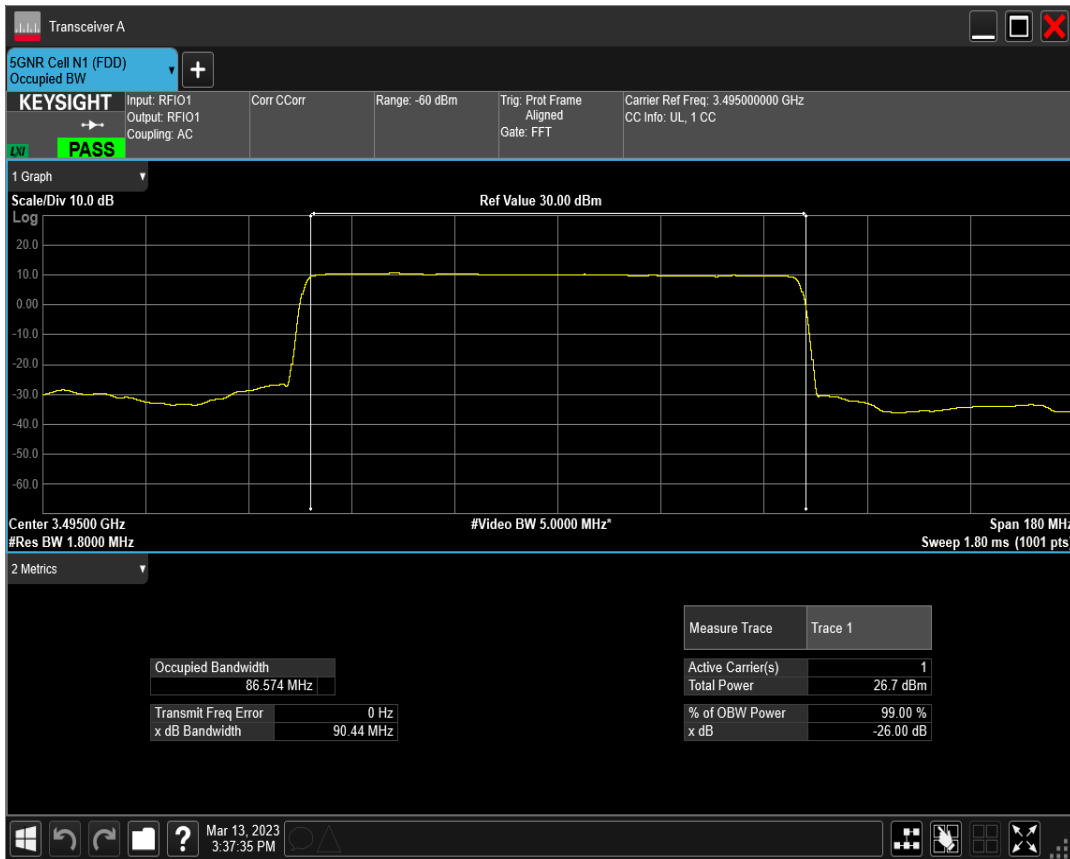 Transceiver A
5GNR Cell N1 (FDD)
Occupied BW
KEYSIGHT
LXI
PASS
Input: RFIO1
Output: RFIO1
Coupling: AC
Corr CCorr
Range: -60 dBm
Trig: Prot Frame
Aligned
Gate: FFT
Carrier Ref Freq: 3.495000000 GHz
CC Info: UL, 1 CC
1 Graph
Scale/Div 10.0 dB
Ref Value 30.00 dBm
Log
20.0
10.0
0.00
-10.0
-20.0
-30.0
-40.0
-50.0
-60.0
Center 3.49500 GHz
#Video BW 5.0000 MHz*
Span 180 MHz
#Res BW 1.8000 MHz
Sweep 1.80 ms (1001 pts)
2 Metrics
Measure Trace Trace 1
Occupied Bandwidth
86.574 MHz
Active Carrier(s) 1
Total Power 26.7 dBm
Transmit Freq Error 0 Hz
x dB Bandwidth 90.44 MHz
% of OBW Power 99.00 %
x dB -26.00 dB
?
Mar 13, 2023
3:37:35 PM